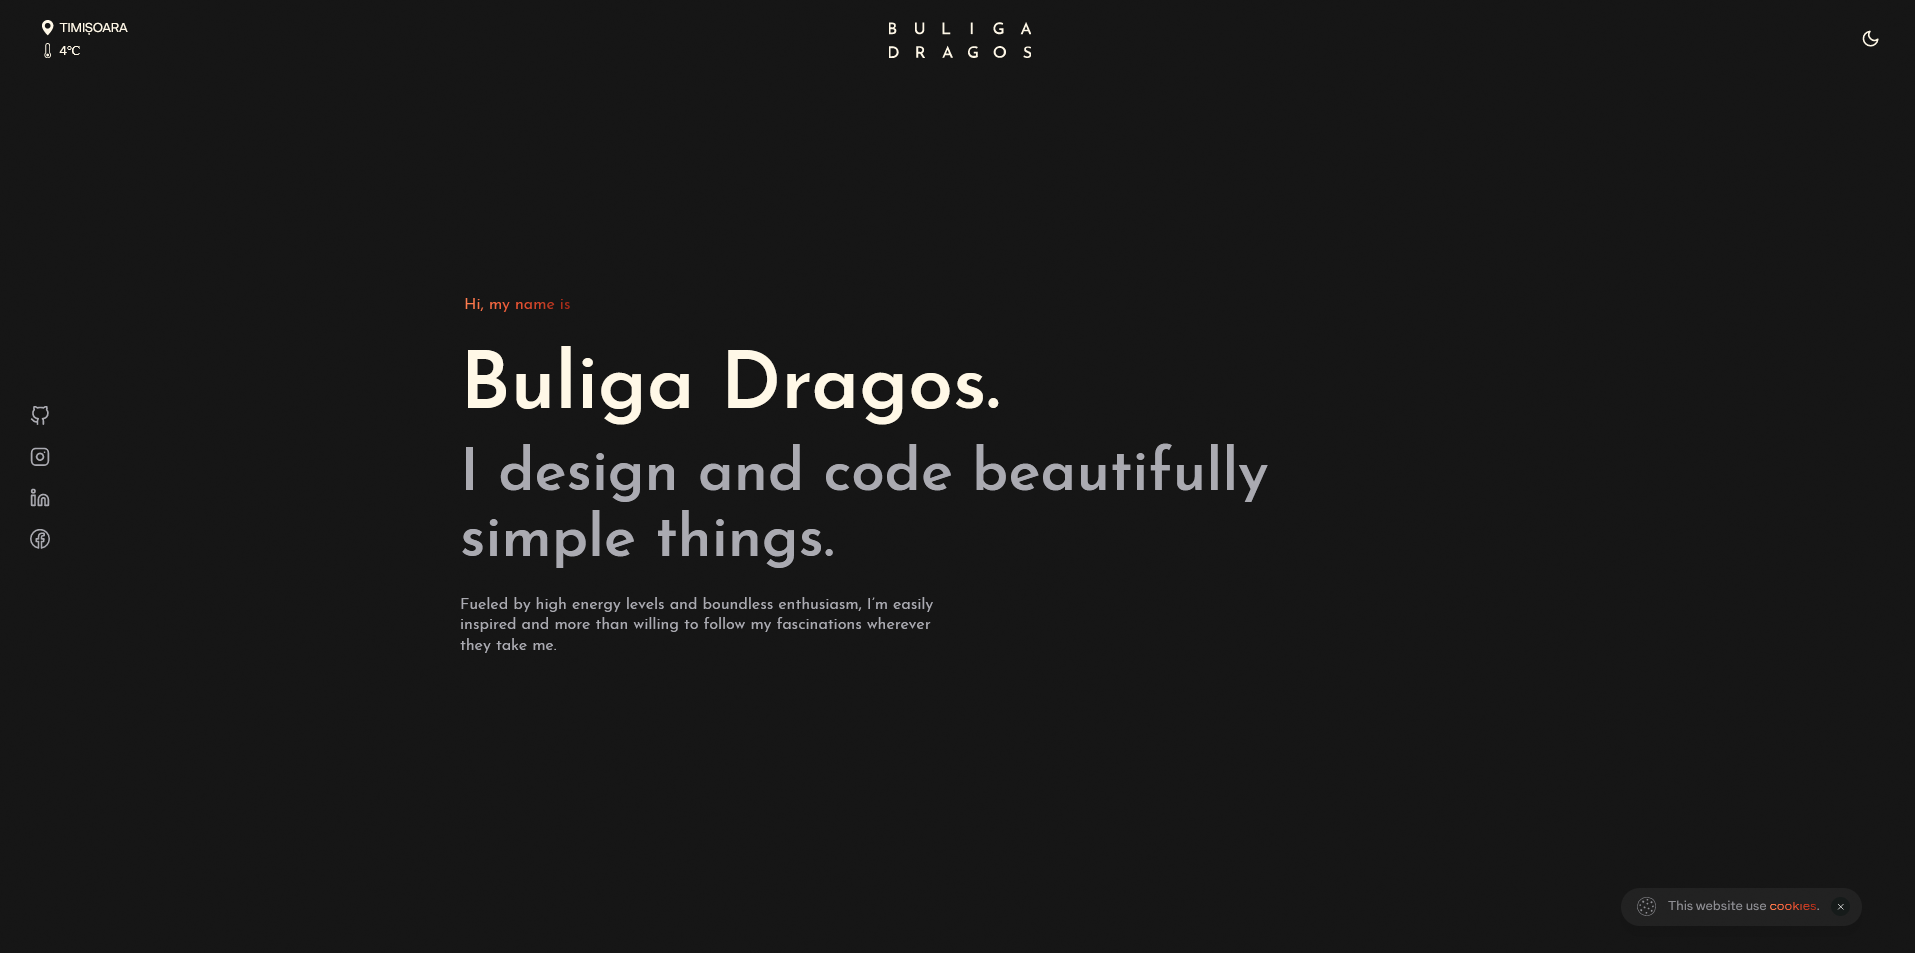 TIMIȘOARA
4°C
BULIGA
DRAGOS
Hi, my name is
Buliga Dragos.
I design and code beautifully
simple things.
Fueled by high energy levels and boundless enthusiasm, I'm easily
inspired and more than willing to follow my fascinations wherever
they take me.
This website use cookies.